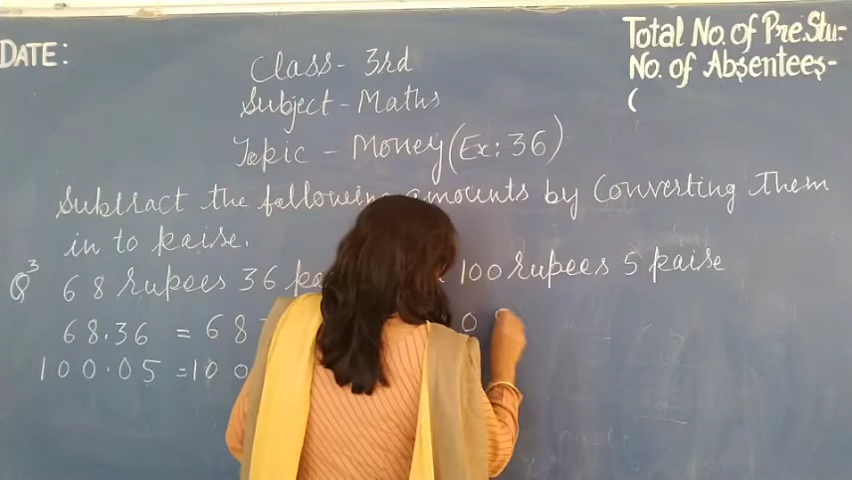 DATE:
Total No. of Pre.Stu:-
No. of Absentees-
(
Class- 3rd
Subject - Maths
Topic - Money (Ex: 36)
Subtract the following amounts by Converting them
in to paise.
Q3 68 rupees 36 100 rupees 5 paise
68.36 = 68 0
100.05 = 100